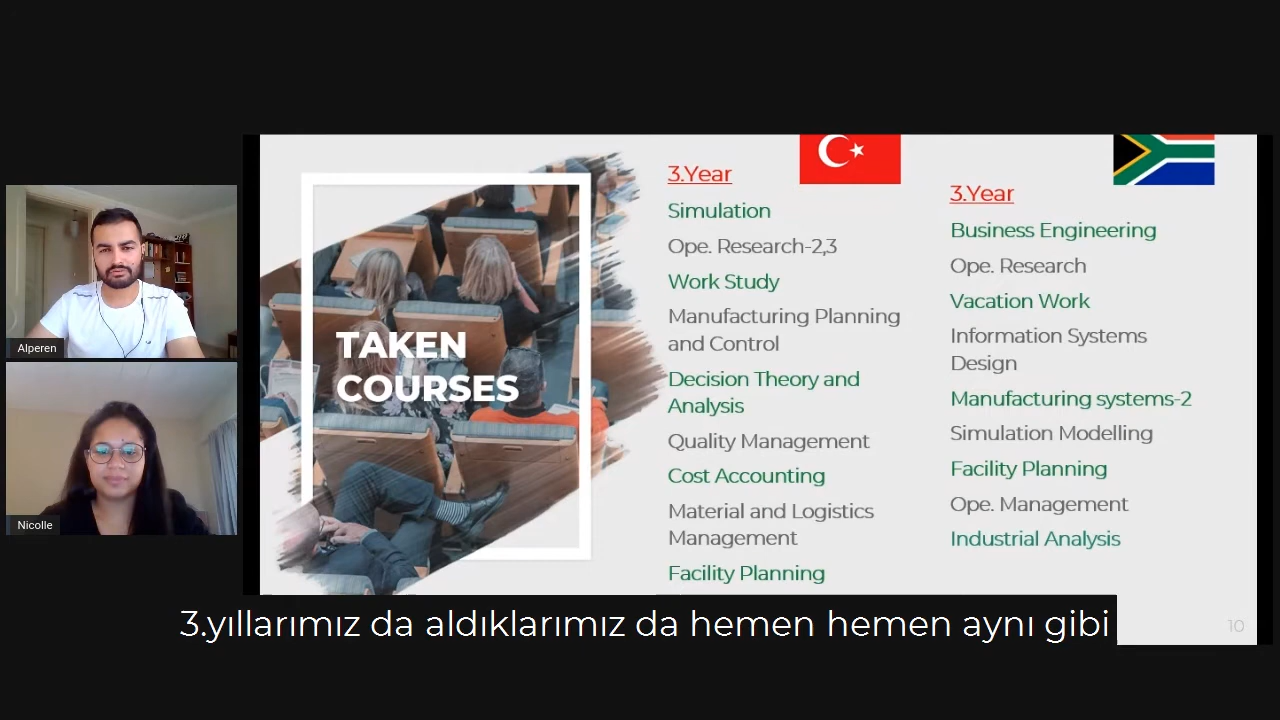 Alperen
Nicolle
TAKEN
COURSES
3.Year
Simulation
Ope. Research-2,3
Work Study
Manufacturing Planning
and Control
Decision Theory and
Analysis
Quality Management
Cost Accounting
Material and Logistics
Management
Facility Planning
3.Year
Business Engineering
Ope. Research
Vacation Work
Information Systems
Design
Manufacturing systems-2
Simulation Modelling
Facility Planning
Ope. Management
Industrial Analysis
3.yıllarımız da aldıklarımız da hemen hemen aynı gibi
10